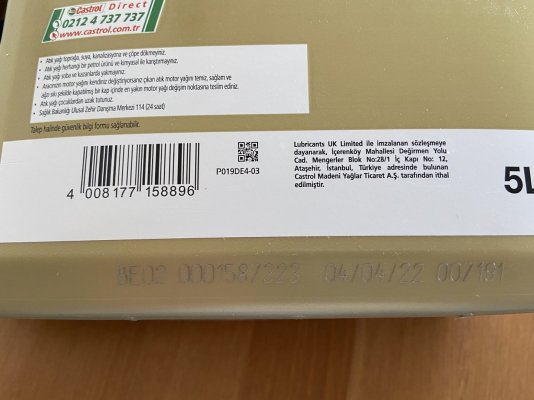 Castrol Direct
0212 4 737 737
www.castrol.com.tr
• Atık yağı toprağa, suya, kanalizasyona ve çöpe dökmeyiniz.
• Atık yağı herhangi bir petrol ürünü ve kimyasal ile karıştırmayınız.
• Atık yağı soba ve kazanlarda yakmayınız.
• Aracınızın motor yağını kendiniz değiştiriyorsanız çıkan atık motor yağını temiz, sağlam ve
ağzı sıkı şekilde kapatılmış bir kap içinde en yakın motor yağı değişim noktasına teslim ediniz.
• Atık yağı çocuklardan uzak tutunuz.
• Sağlık Bakanlığı Ulusal Zehir Danışma Merkezi 114 (24 saat)
Talep halinde güvenlik bilgi formu sağlanabilir.
4 008177 158896
P019DE4-03
Lubricants UK Limited ile imzalanan sözleşmeye
dayanarak, İçerenköy Mahallesi Değirmen Yolu
Cad. Mengerler Blok No:28/1 İç Kapı No: 12,
Ataşehir, İstanbul, Türkiye adresinde bulunan
Castrol Madeni Yağlar Ticaret A.Ş. tarafından ithal
edilmiştir.
5L
BE02 000158/323 04/04/22 00/191